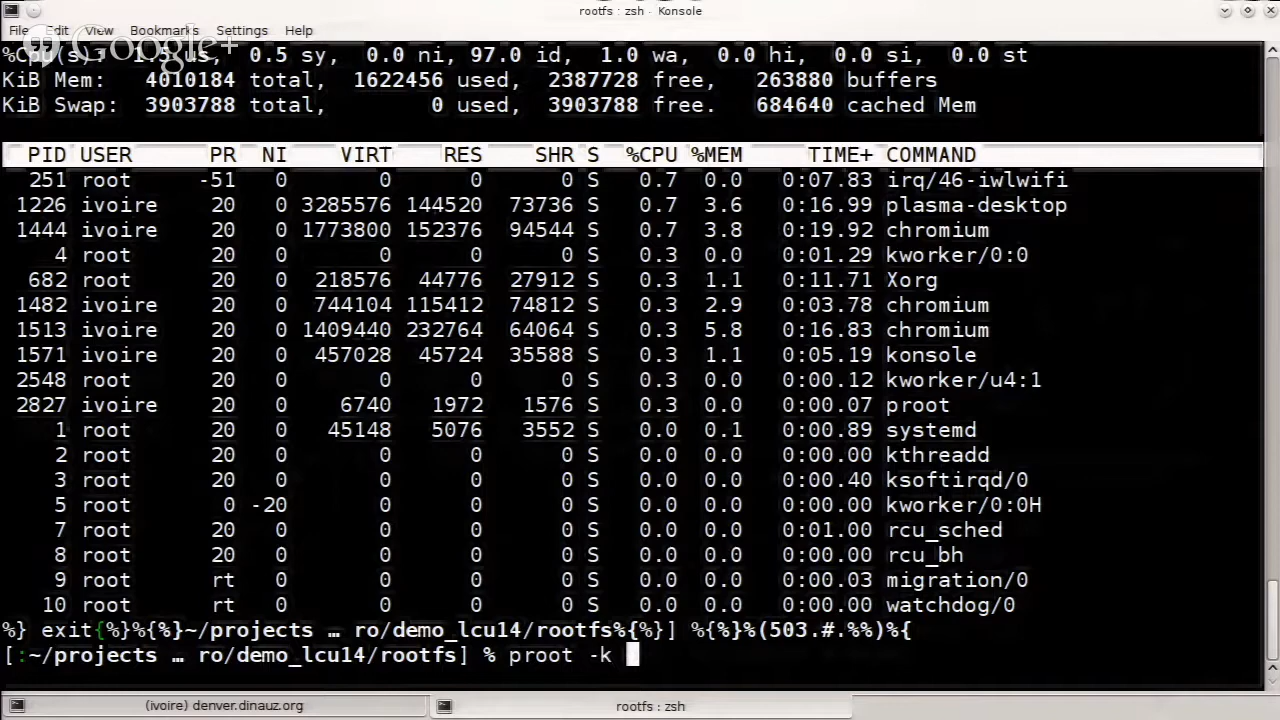 rootfs : zsh - Konsole
File Edit View Bookmarks Settings Help
Google+
%Cpu(s): us, 0.5 sy, 0.0 ni, 97.0 id, 1.0 wa, 0.0 hi, 0.0 si, 0.0 st
KiB Mem: 4010184 total, 1622456 used, 2387728 free, 263880 buffers
KiB Swap: 3903788 total, 0 used, 3903788 free. 684640 cached Mem
PID USER PR NI VIRT RES SHR S %CPU %MEM TIME+ COMMAND
251 root -51 0 0 0 0 S 0.7 0.0 0:07.83 irq/46-iwlwifi
1226 ivoire 20 0 3285576 144520 73736 S 0.7 3.6 0:16.99 plasma-desktop
1444 ivoire 20 0 1773800 152376 94544 S 0.7 3.8 0:19.92 chromium
4 root 20 0 0 0 0 S 0.3 0.0 0:01.29 kworker/0:0
682 root 20 0 218576 44776 27912 S 0.3 1.1 0:11.71 Xorg
1482 ivoire 20 0 744104 115412 74812 S 0.3 2.9 0:03.78 chromium
1513 ivoire 20 0 1409440 232764 64064 S 0.3 5.8 0:16.83 chromium
1571 ivoire 20 0 457028 45724 35588 S 0.3 1.1 0:05.19 konsole
2548 root 20 0 0 0 0 S 0.3 0.0 0:00.12 kworker/u4:1
2827 ivoire 20 0 6740 1972 1576 S 0.3 0.0 0:00.07 proot
1 root 20 0 45148 5076 3552 S 0.0 0.1 0:00.89 systemd
2 root 20 0 0 0 0 S 0.0 0.0 0:00.00 kthreadd
3 root 20 0 0 0 0 S 0.0 0.0 0:00.40 ksoftirqd/0
5 root 0 -20 0 0 0 S 0.0 0.0 0:00.00 kworker/0:0H
7 root 20 0 0 0 0 S 0.0 0.0 0:01.00 rcu_sched
8 root 20 0 0 0 0 S 0.0 0.0 0:00.00 rcu_bh
9 root rt 0 0 0 0 S 0.0 0.0 0:00.03 migration/0
10 root rt 0 0 0 0 S 0.0 0.0 0:00.00 watchdog/0
%} exit{%}%{%}~/projects … ro/demo_lcu14/rootfs%{%}] %{%}%(503.#.%%)%{
[:~/projects … ro/demo_lcu14/rootfs] % proot -k
(ivoire) denver.dinauz.org
rootfs : zsh